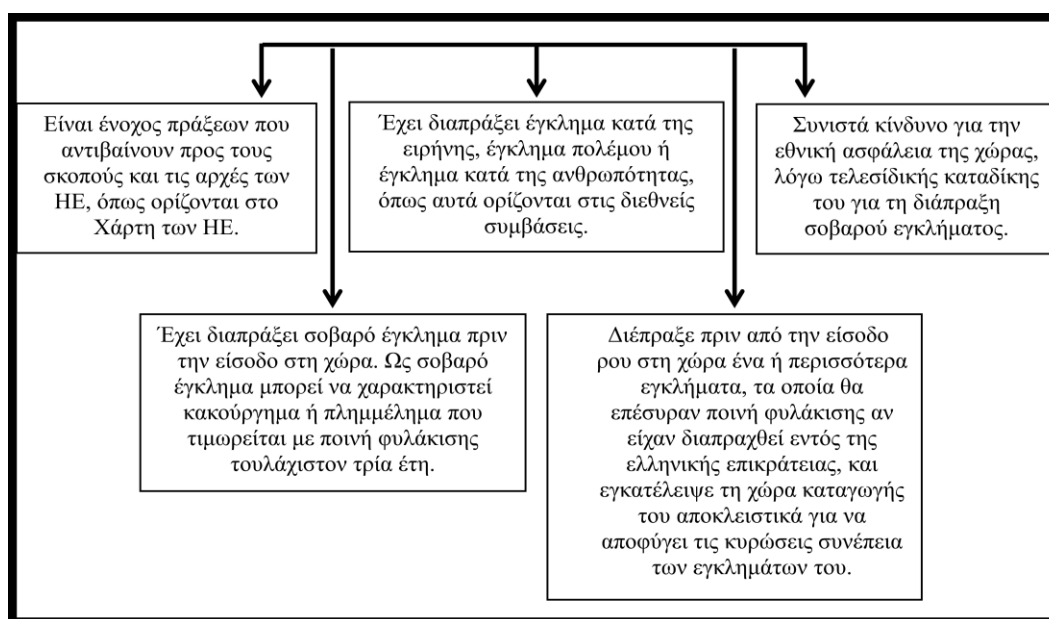 Είναι ένοχος πράξεων που
αντιβαίνουν προς τους
σκοπούς και τις αρχές των
ΗΕ, όπως ορίζονται στο
Χάρτη των ΗΕ.
Έχει διαπράξει έγκλημα κατά της
ειρήνης, έγκλημα πολέμου ή
έγκλημα κατά της ανθρωπότητας,
όπως αυτά ορίζονται στις διεθνείς
συμβάσεις.
Συνιστά κίνδυνο για την
εθνική ασφάλεια της χώρας,
λόγω τελεσίδικής καταδίκης
του για τη διάπραξη
σοβαρού εγκλήματος.
Έχει διαπράξει σοβαρό έγκλημα πριν
την είσοδο στη χώρα. Ως σοβαρό
έγκλημα μπορεί να χαρακτηριστεί
κακούργημα ή πλημμέλημα που
τιμωρείται με ποινή φυλάκισης
τουλάχιστον τρία έτη.
Διέπραξε πριν από την είσοδο
ρου στη χώρα ένα ή περισσότερα
εγκλήματα, τα οποία θα
επέσυραν ποινή φυλάκισης αν
είχαν διαπραχθεί εντός της
ελληνικής επικράτειας, και
εγκατέλειψε τη χώρα καταγωγής
του αποκλειστικά για να
αποφύγει τις κυρώσεις συνέπεια
των εγκλημάτων του.